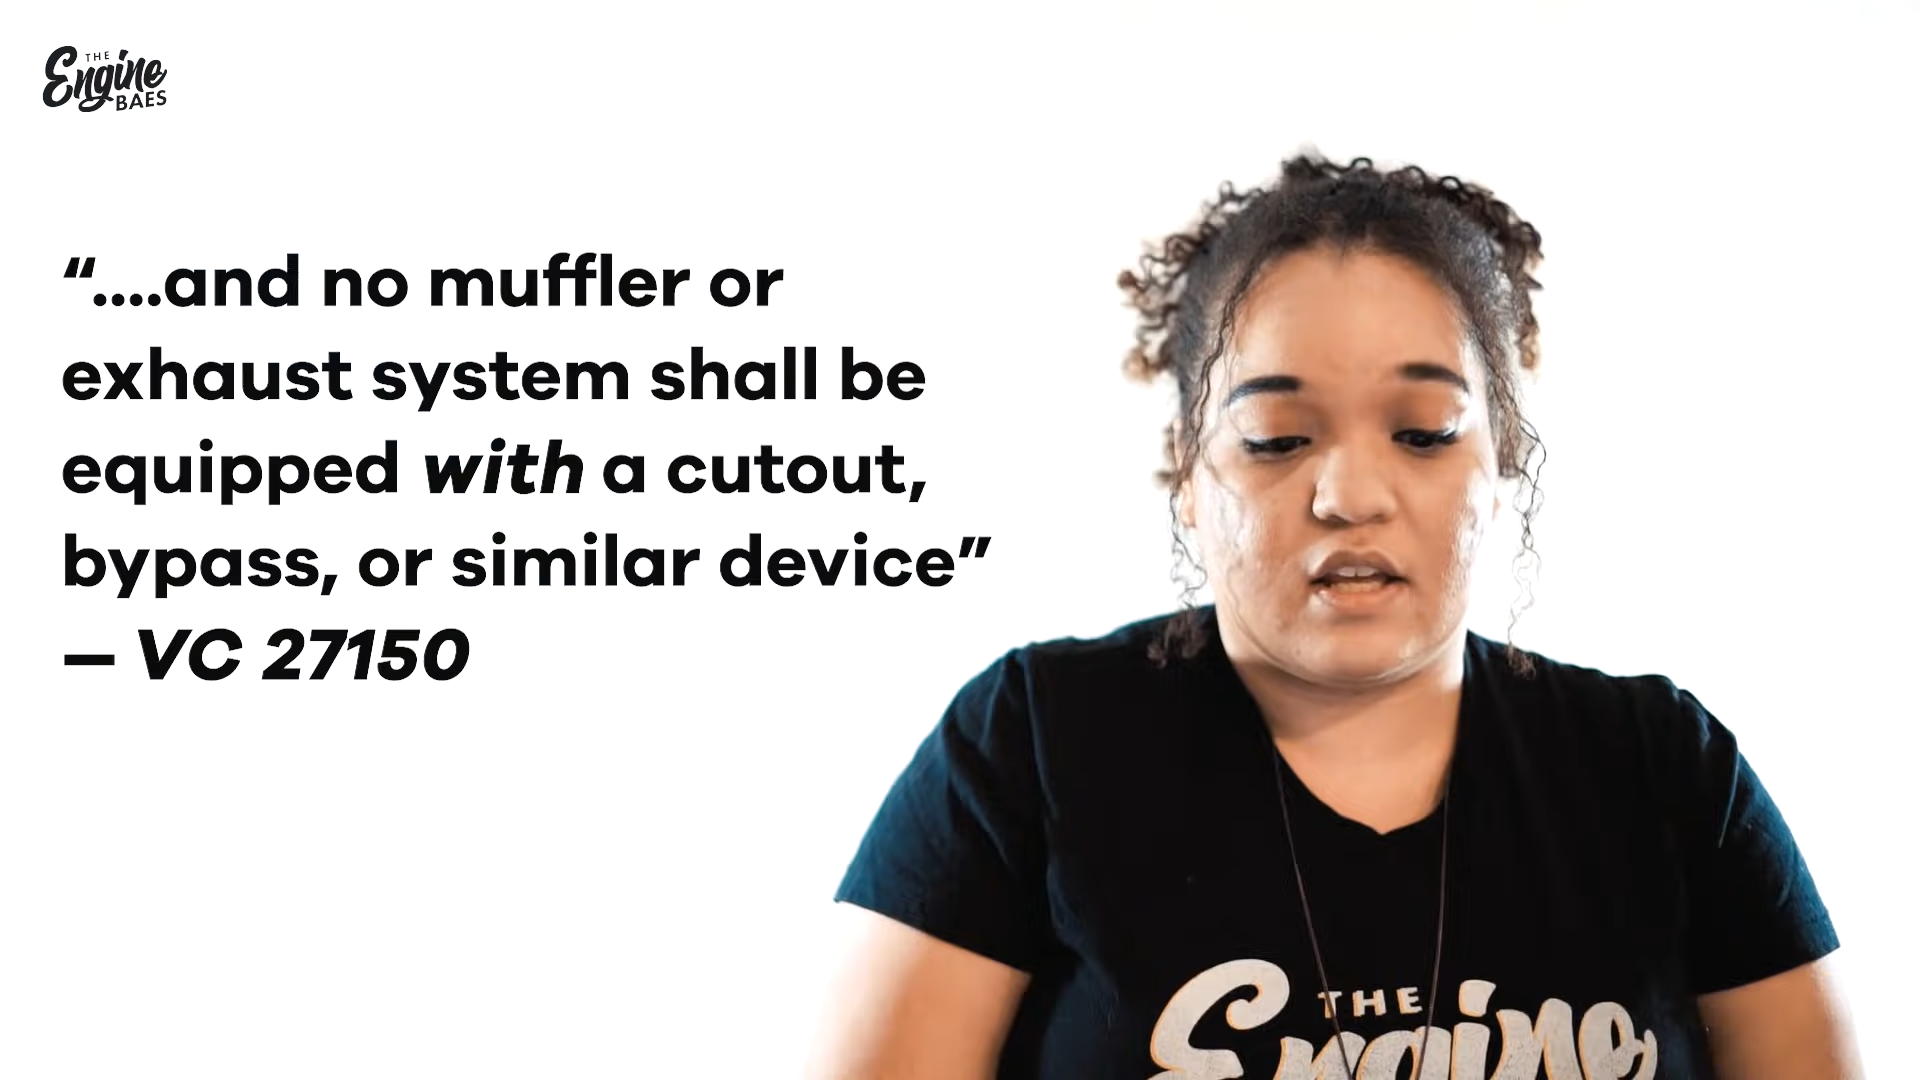 THE
Engine
BAES
“....and no muffler or
exhaust system shall be
equipped with a cutout,
bypass, or similar device”
— VC 27150
THE
Engine